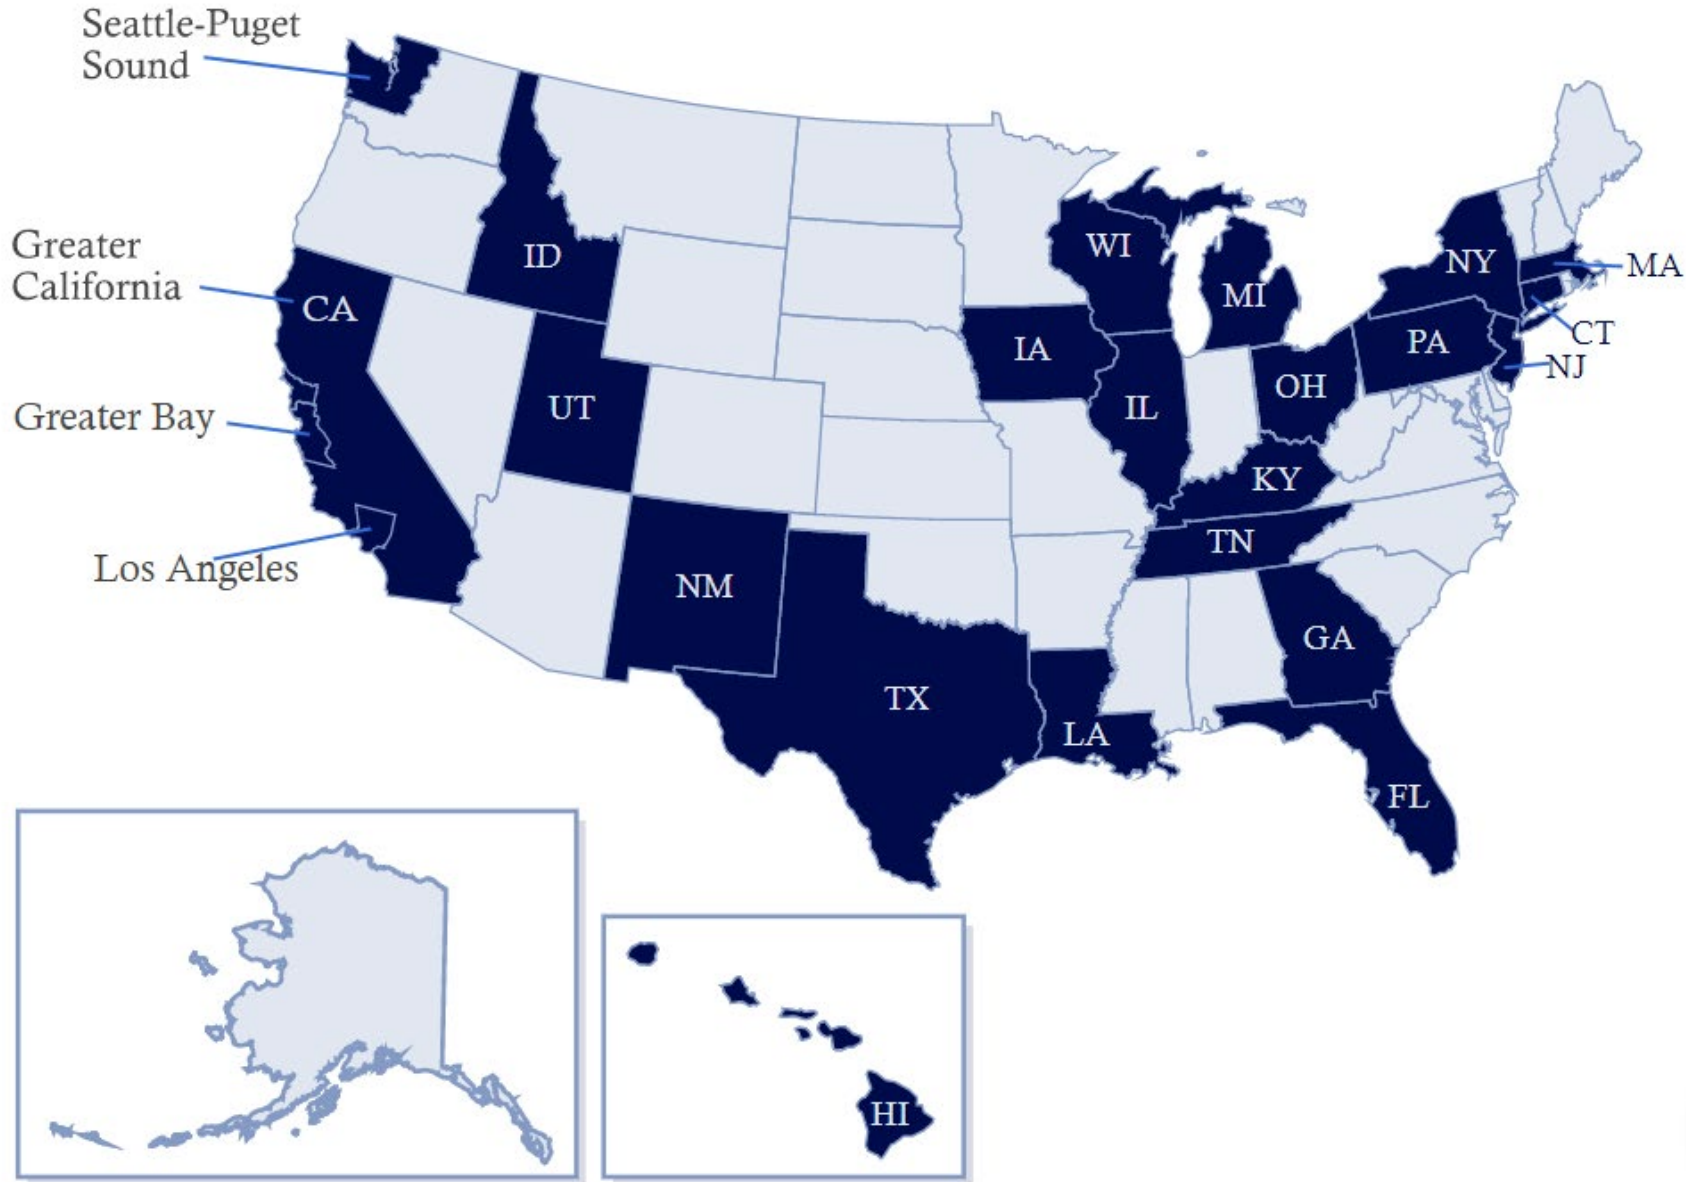 Seattle-Puget
Sound
Greater
California
Greater Bay
Los Angeles
CA
ID
UT
NM
TX
LA
IA
WI
IL
MI
OH
KY
TN
GA
FL
PA
NY
MA
CT
NJ
HI